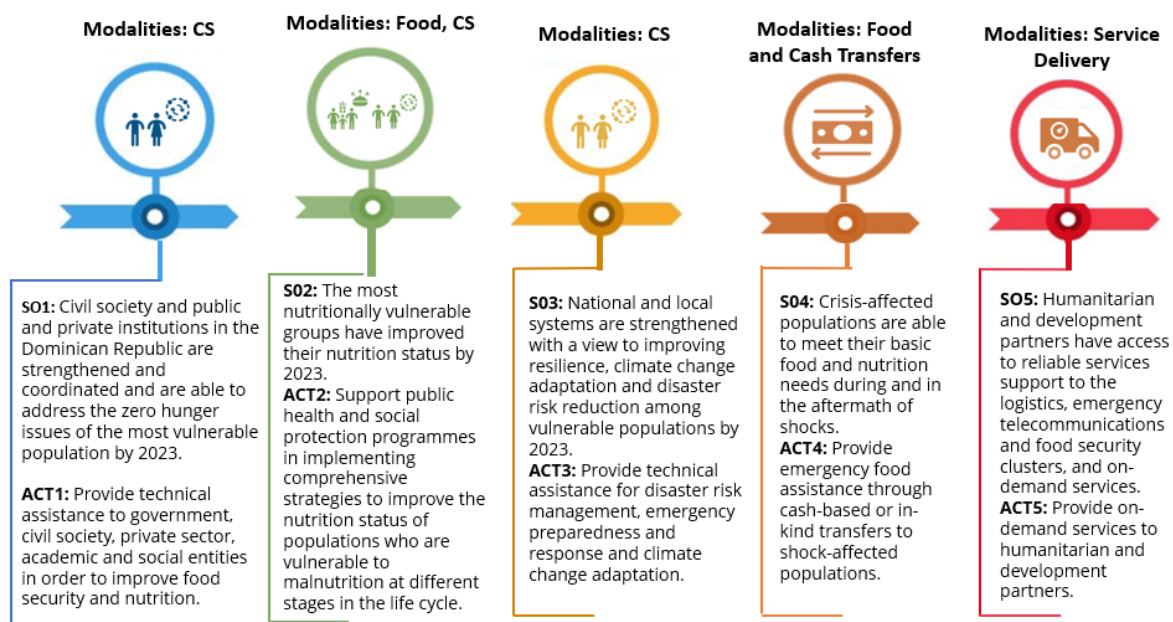 Modalities: CS
SO1: Civil society and public
and private institutions in the
Dominican Republic are
strengthened and
coordinated and are able to
address the zero hunger
issues of the most vulnerable
population by 2023.
ACT1: Provide technical
assistance to government,
civil society, private sector,
academic and social entities
in order to improve food
security and nutrition.
Modalities: Food, CS
S02: The most
nutritionally vulnerable
groups have improved
their nutrition status by
2023.
ACT2: Support public
health and social
protection programmes
in implementing
comprehensive
strategies to improve the
nutrition status of
populations who are
vulnerable to
malnutrition at different
stages in the life cycle.
Modalities: CS
S03: National and local
systems are strengthened
with a view to improving
resilience, climate change
adaptation and disaster
risk reduction among
vulnerable populations by
2023.
ACT3: Provide technical
assistance for disaster risk
management, emergency
preparedness and
response and climate
change adaptation.
Modalities: Food
and Cash Transfers
S04: Crisis-affected
populations are able
to meet their basic
food and nutrition
needs during and in
the aftermath of
shocks.
ACT4: Provide
emergency food
assistance through
cash-based or in-
kind transfers to
shock-affected
populations.
Modalities: Service
Delivery
SO5: Humanitarian
and development
partners have access
to reliable services
support to the
logistics, emergency
telecommunications
and food security
clusters, and on-
demand services.
ACT5: Provide on-
demand services to
humanitarian and
development
partners.